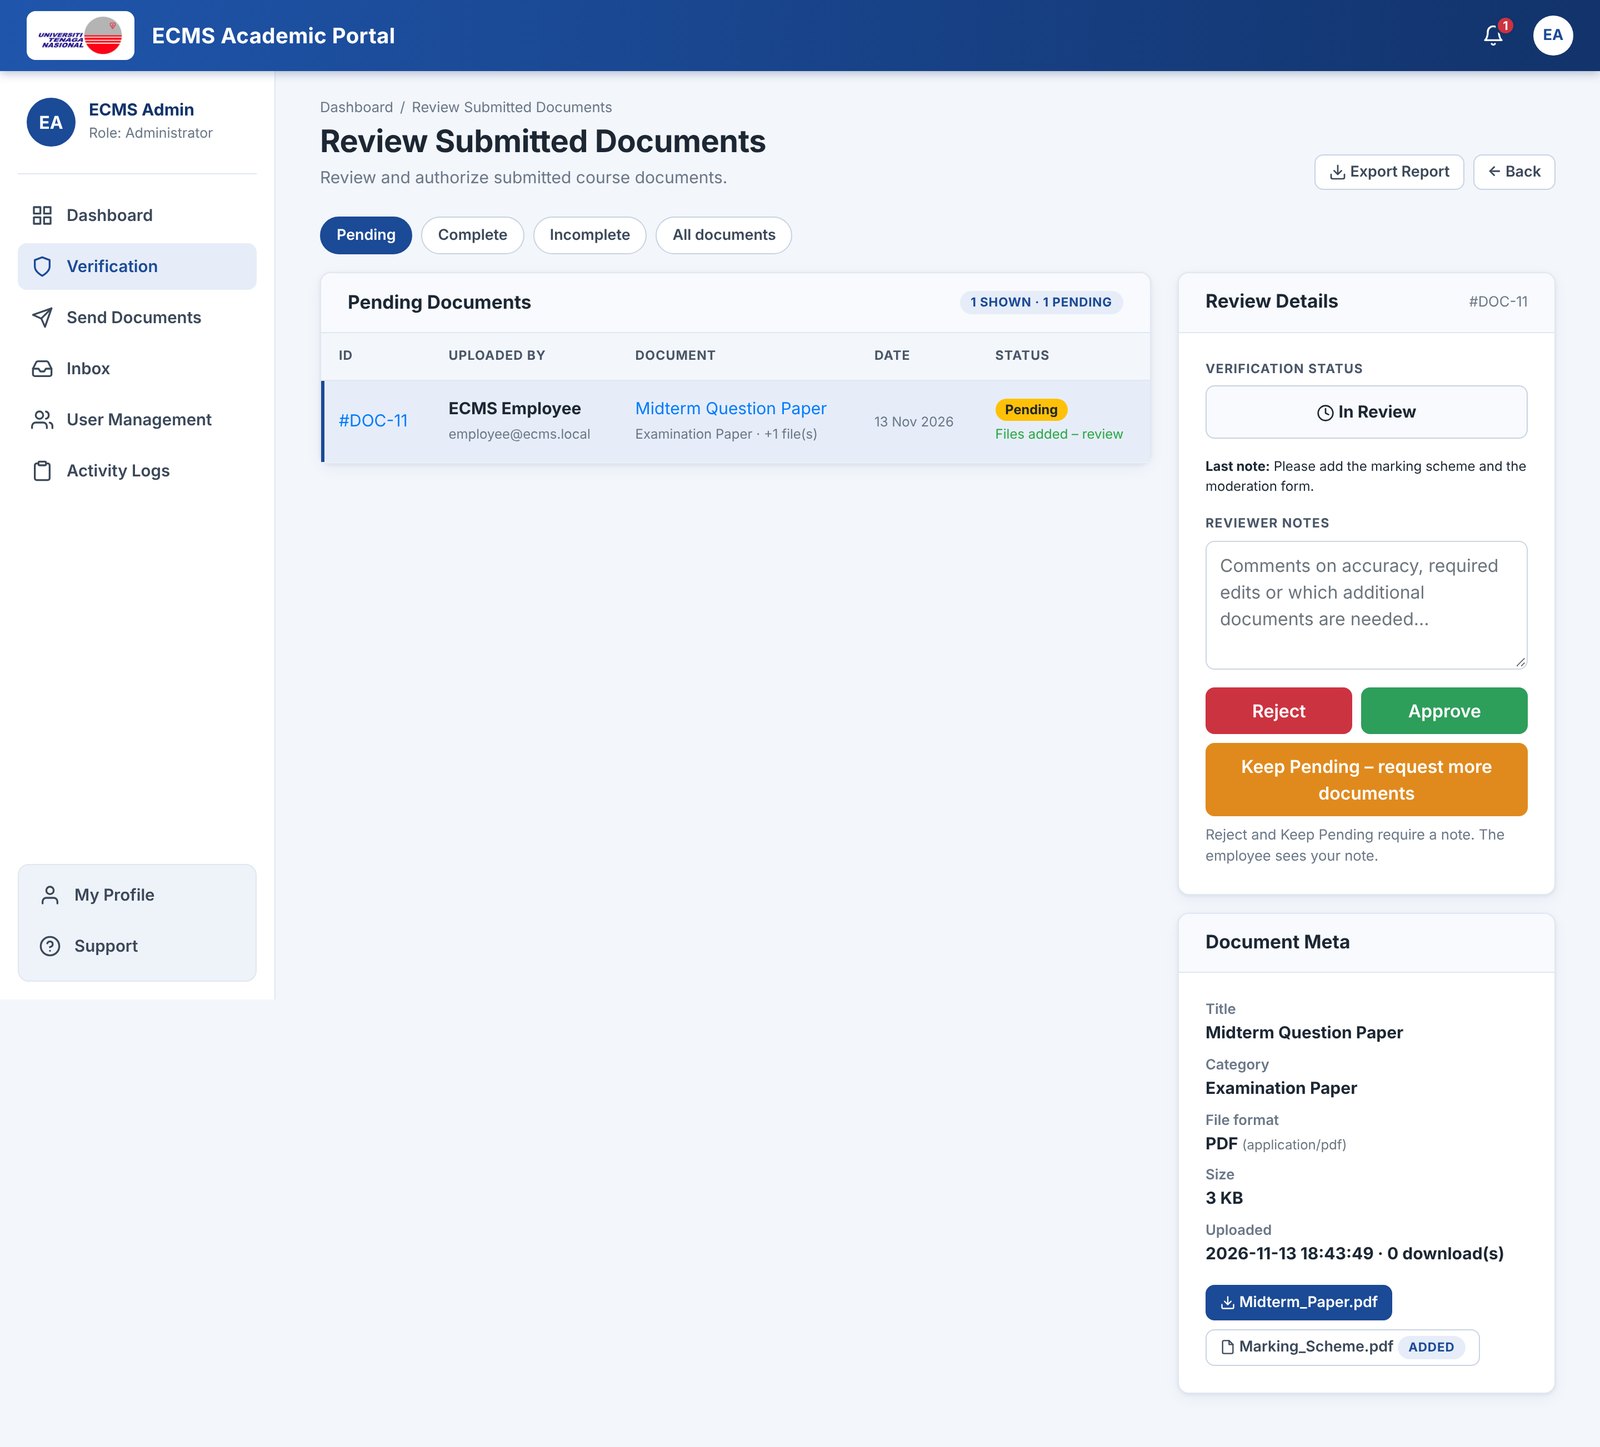 UNIVERSITI
TENAGA
NASIONAL
ECMS Academic Portal
1
EA
EA
ECMS Admin
Role: Administrator
Dashboard
Verification
Send Documents
Inbox
User Management
Activity Logs
My Profile
Support
Dashboard / Review Submitted Documents
Review Submitted Documents
Review and authorize submitted course documents.
Export Report
← Back
Pending
Complete
Incomplete
All documents
Pending Documents
1 SHOWN · 1 PENDING
ID UPLOADED BY DOCUMENT DATE STATUS
#DOC-11
ECMS Employee
employee@ecms.local
Midterm Question Paper
Examination Paper · +1 file(s)
13 Nov 2026
Pending
Files added – review
Review Details
#DOC-11
VERIFICATION STATUS
In Review
Last note: Please add the marking scheme and the
moderation form.
REVIEWER NOTES
Comments on accuracy, required
edits or which additional
documents are needed...
Reject
Approve
Keep Pending – request more
documents
Reject and Keep Pending require a note. The
employee sees your note.
Document Meta
Title
Midterm Question Paper
Category
Examination Paper
File format
PDF (application/pdf)
Size
3 KB
Uploaded
2026-11-13 18:43:49 · 0 download(s)
Midterm_Paper.pdf
Marking_Scheme.pdf ADDED